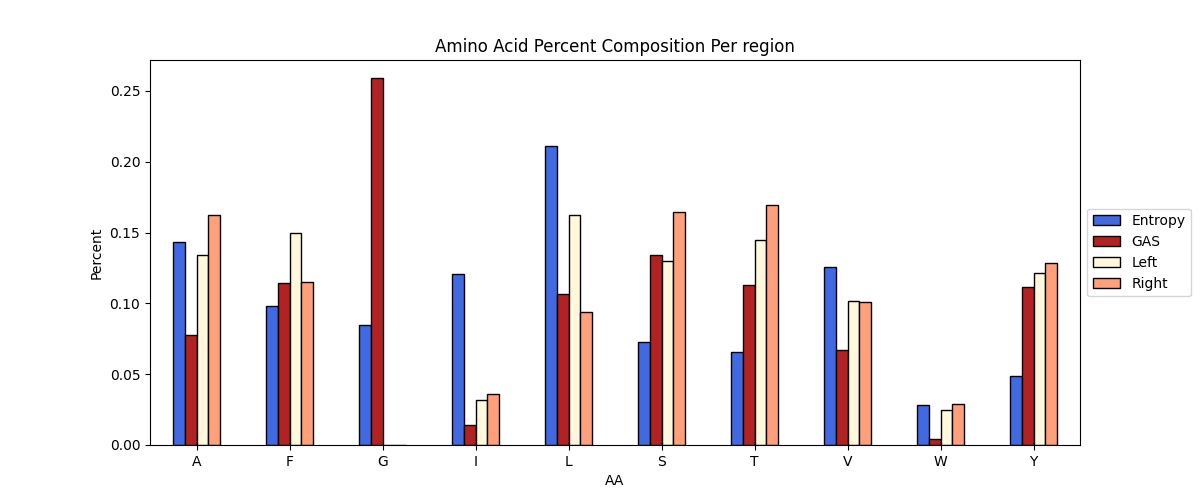 Amino Acid Percent Composition Per region
Percent
0.25
0.20
0.15
0.10
0.05
0.00
A F G I L S T V W Y
AA
Entropy
GAS
Left
Right